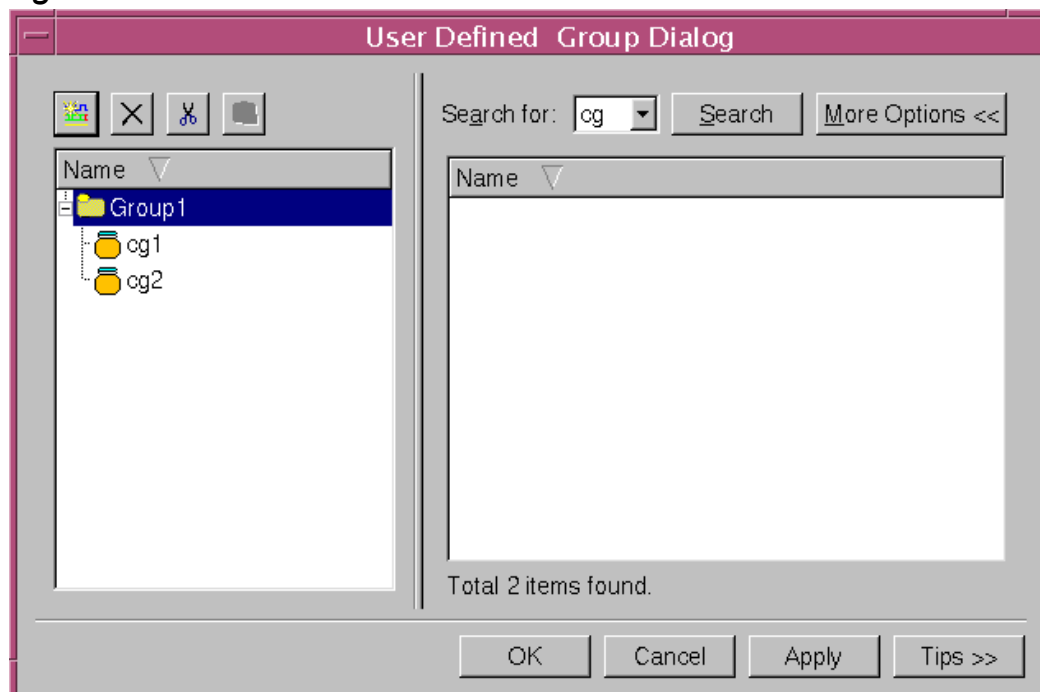 User Defined  Group Dialog
Search for: cg Search More Options <<
Name
Group1
cg1
cg2
Name
Total 2 items found.
OK Cancel Apply Tips >>